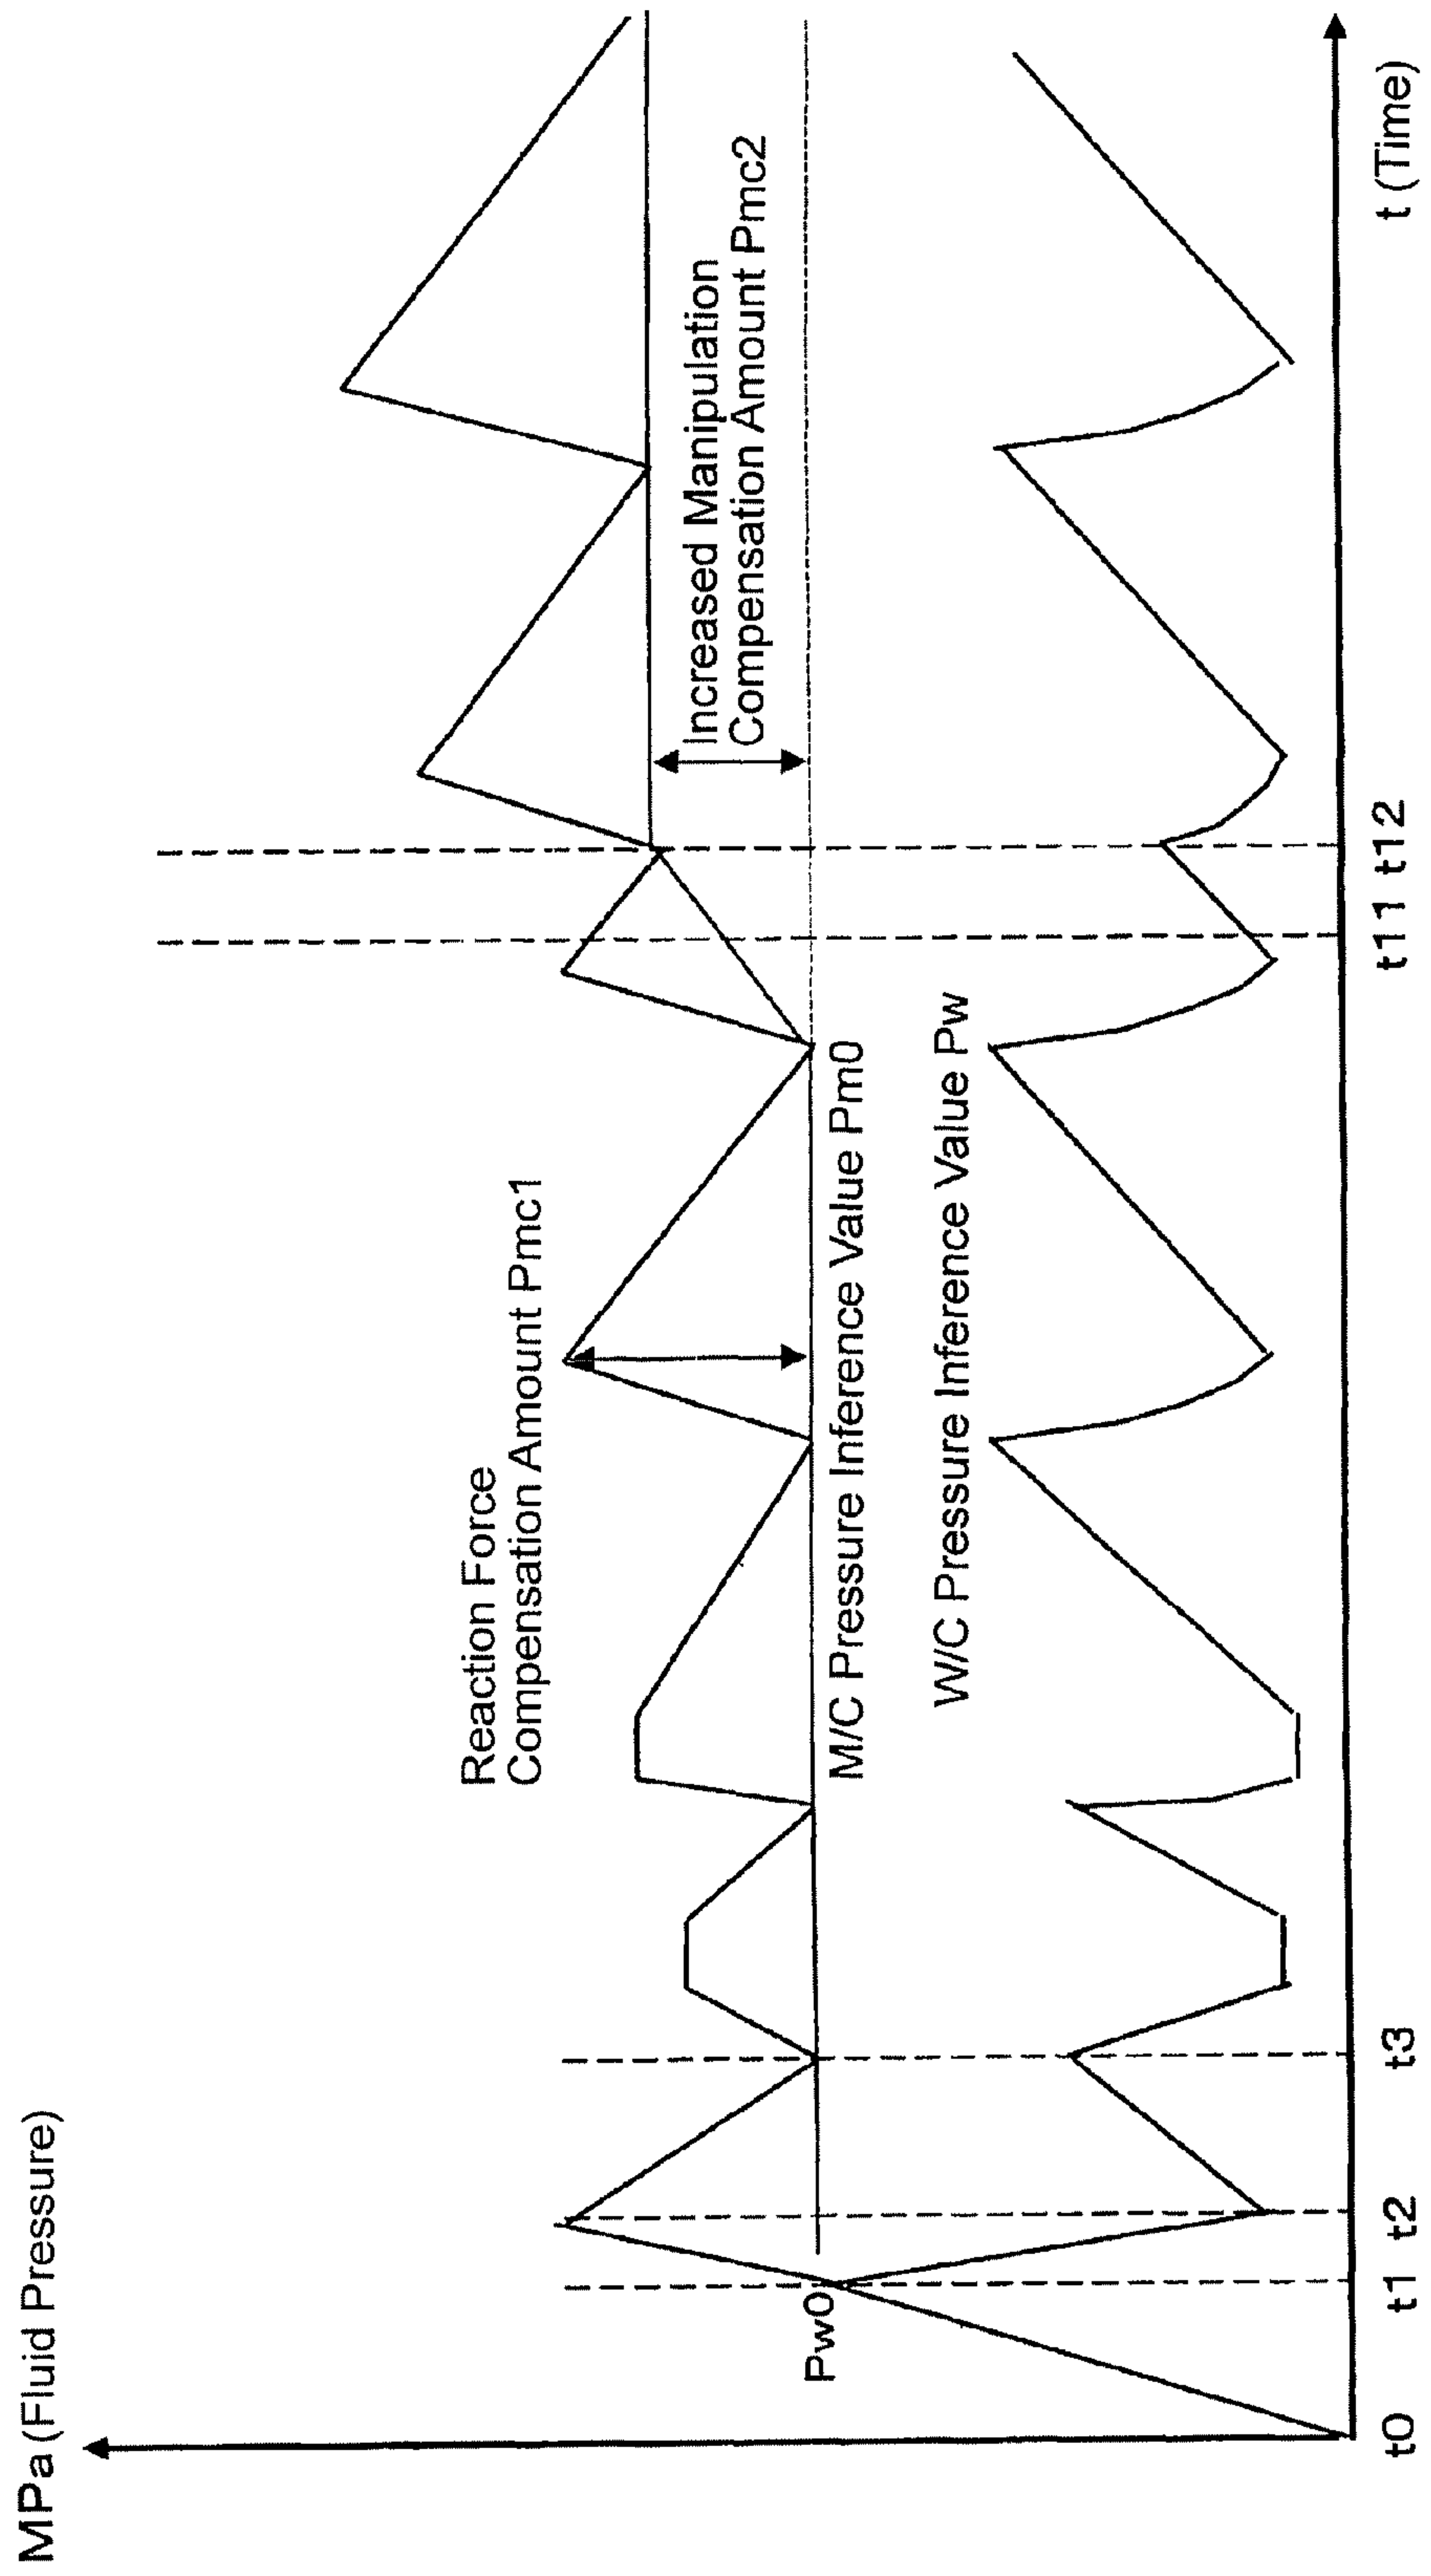 MPa (Fluid Pressure)
Reaction Force
Compensation Amount Pmc1
Increased Manipulation
Compensation Amount Pmc2
Pw0
M/C Pressure Inference Value Pm0
W/C Pressure Inference Value Pw
t0 t1 t2 t3 t11 t12
t (Time)